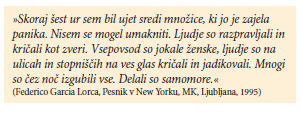 »Skoraj šest ur sem bil ujet sredi množice, ki jo je zajela
panika. Nisem se mogel umakniti. Ljudje so razpravljali in
kričali kot zveri. Vsepovsod so jokale ženske, ljudje so na
ulicah in stopniščih na ves glas kričali in jadikovali. Mnogi
so čez noč izgubili vse. Delali so samomore.«
(Federico Garcia Lorca, Pesnik v New Yorku, MK, Ljubljana, 1995)